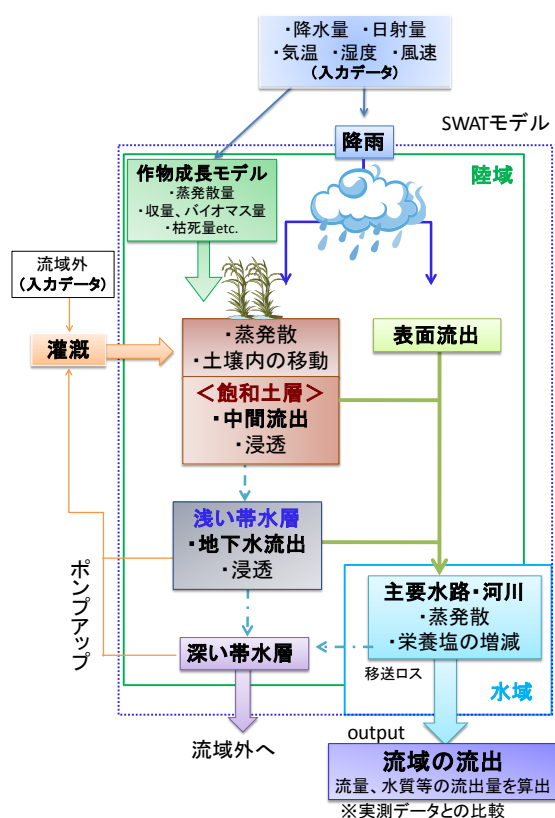 ・降水量 ・日射量
・気温 ・湿度 ・風速
(入力データ)
SWATモデル
降雨
陸域
作物成長モデル
・蒸発散量
・収量、バイオマス量
・枯死量etc.
流域外
(入力データ)
灌漑
・蒸発散
・土壌内の移動
＜飽和土層＞
・中間流出
・浸透
表面流出
浅い帯水層
・地下水流出
・浸透
ポンプアップ
主要水路・河川
・蒸発散
・栄養塩の増減
深い帯水層
移送ロス
水域
流域外へ
output
流域の流出
流量、水質等の流出量を算出
※実測データとの比較